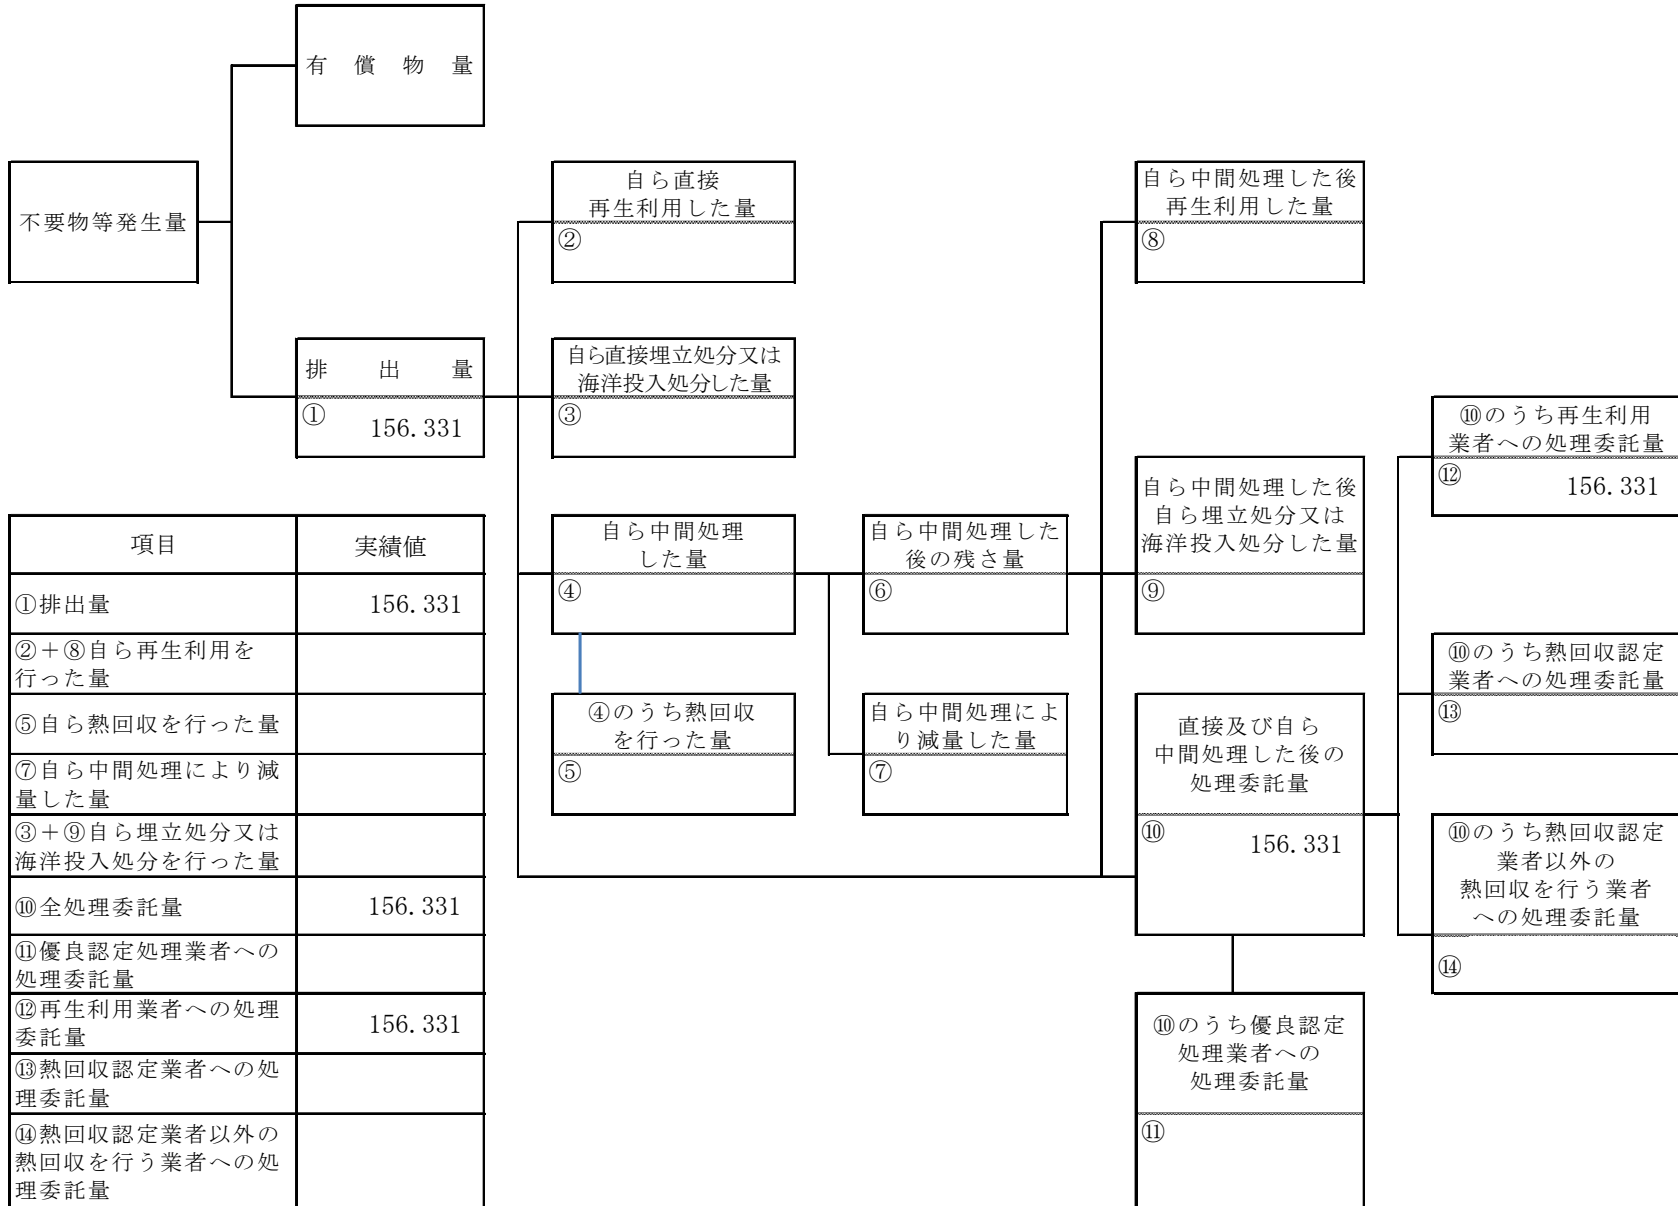 有償物量
不要物等発生量
排出量
① 156.331
自ら直接
再生利用した量
②
自ら直接埋立処分又は
海洋投入処分した量
③
自ら中間処理
した量
④
④のうち熱回収
を行った量
⑤
自ら中間処理した
後の残さ量
⑥
自ら中間処理によ
り減量した量
⑦
自ら中間処理した後
再生利用した量
⑧
自ら中間処理した後
自ら埋立処分又は
海洋投入処分した量
⑨
直接及び自ら
中間処理した後の
処理委託量
⑩ 156.331
⑩のうち優良認定
処理業者への
処理委託量
⑪
⑩のうち再生利用
業者への処理委託量
⑫ 156.331
⑩のうち熱回収認定
業者への処理委託量
⑬
⑩のうち熱回収認定
業者以外の
熱回収を行う業者
への処理委託量
⑭
項目 実績値
①排出量 156.331
②＋⑧自ら再生利用を
行った量
⑤自ら熱回収を行った量
⑦自ら中間処理により減
量した量
③＋⑨自ら埋立処分又は
海洋投入処分を行った量
⑩全処理委託量 156.331
⑪優良認定処理業者への
処理委託量
⑫再生利用業者への処理
委託量 156.331
⑬熱回収認定業者への処
理委託量
⑭熱回収認定業者以外の
熱回収を行う業者への処
理委託量